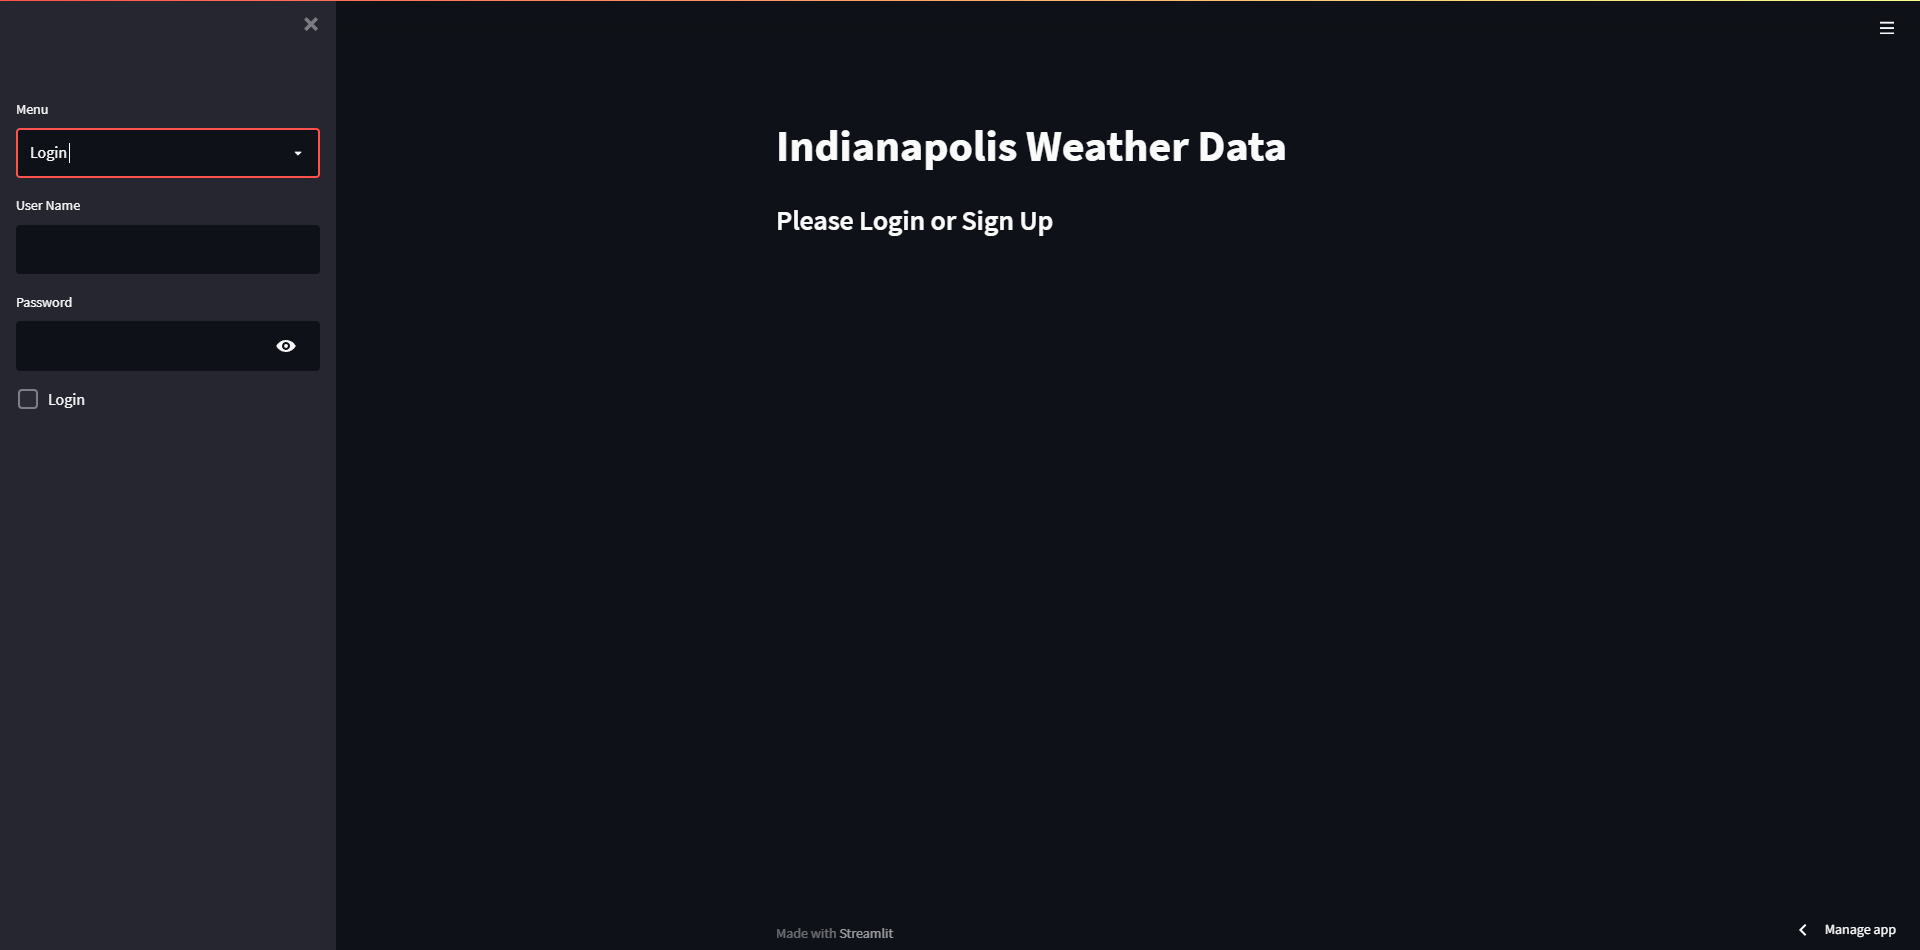 Menu
Login
User Name
Password
Login
Indianapolis Weather Data
Please Login or Sign Up
Made with Streamlit
Manage app